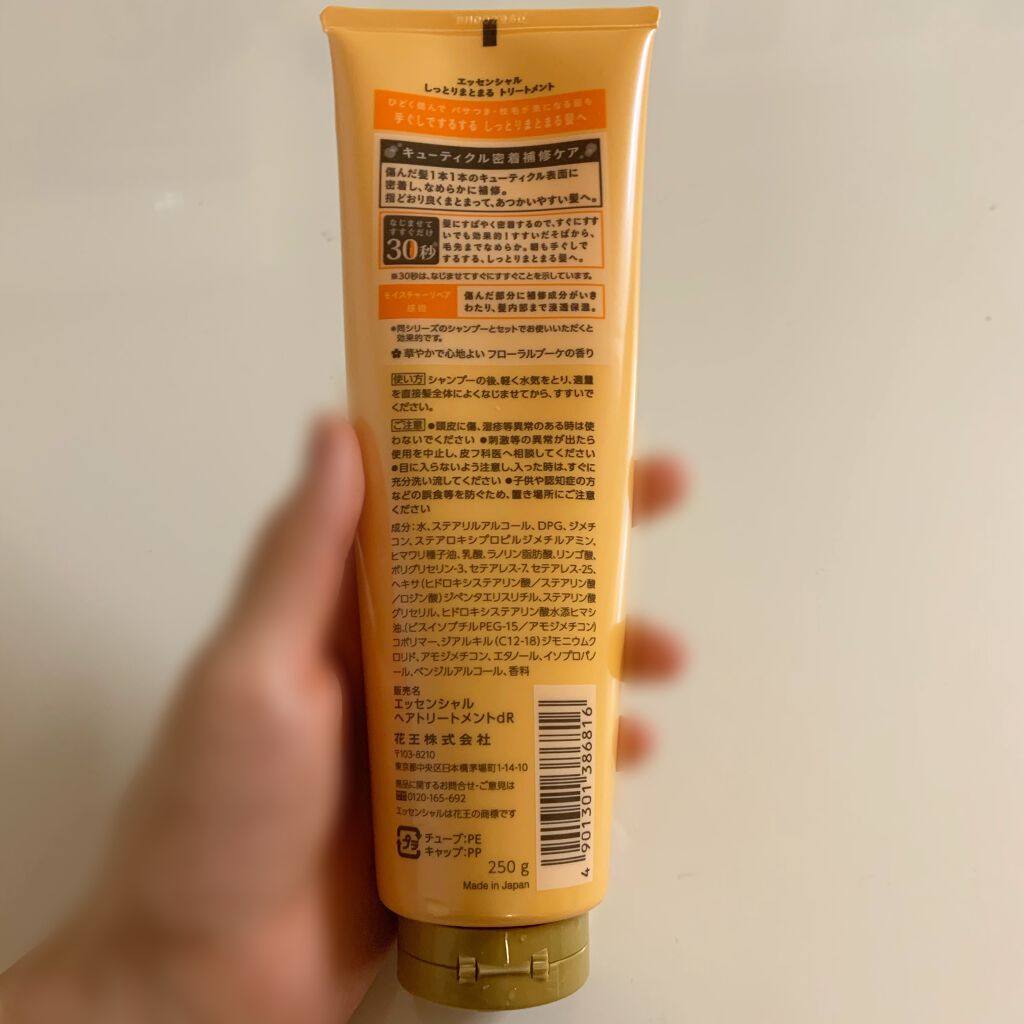 エッセンシャル
しっとりまとまる トリートメント
ひどく傷んで パサつき・枝毛が気になる髪も
手ぐしでするする しっとりまとまる髪へ
キューティクル密着補修ケア
傷んだ髪1本1本のキューティクル表面に
密着し、なめらかに補修。
指どおり良くまとまって、あつかいやすい髪へ。
なじませて
すすぐだけ
30秒※
髪にすばやく密着するので、すぐにすす
いでも効果的!すすいだそばから、
毛先までなめらか。朝も手ぐしで
するする、しっとりまとまる髪へ。
※30秒は、なじませてすぐにすすぐことを示しています。
モイスチャーリペア
傷んだ部分に補修成分がいき
わたり、髪内部まで浸透保湿。
*同シリーズのシャンプーとセットでお使いいただくと
効果的です。
華やかで心地よい フローラルブーケの香り
使い方 シャンプーの後、軽く水気をとり、適量
を直接髪全体によくなじませてから、すすいで
ください。
ご注意 ●頭皮に傷、湿疹等異常のある時は使
わないでください ●刺激等の異常が出たら
使用を中止し、皮フ科医へ相談してください
●目に入らないよう注意し、入った時は、すぐに
充分洗い流してください ●子供や認知症の方
などの誤食等を防ぐため、置き場所にご注意
ください
成分:水、ステアリルアルコール、DPG、ジメチ
コン、ステアロキシプロピルジメチルアミン、
ヒマワリ種子油、乳酸、ラノリン脂肪酸、リンゴ酸、
ポリグリセリン-3、セテアレス-7、セテアレス-25、
ヘキサ(ヒドロキシステアリン酸/ステアリン酸
/ロジン酸)ジペンタエリスリチル、ステアリン酸
グリセリル、ヒドロキシステアリン酸水添ヒマシ
油、(ビスイソブチルPEG-15/アモジメチコン)
コポリマー、ジアルキル(C12-18)ジモニウムク
ロリド、アモジメチコン、エタノール、イソプロパノ
ール、ベンジルアルコール、香料
販売名
エッセンシャル
ヘアトリートメントdR
花王株式会社
〒103-8210
東京都中央区日本橋茅場町1-14-10
商品に関するお問合せ・ご意見は
0120-165-692
エッセンシャルは花王の商標です
プラ
チューブ:PE
キャップ:PP
250 g
Made in Japan
4 901301 386816